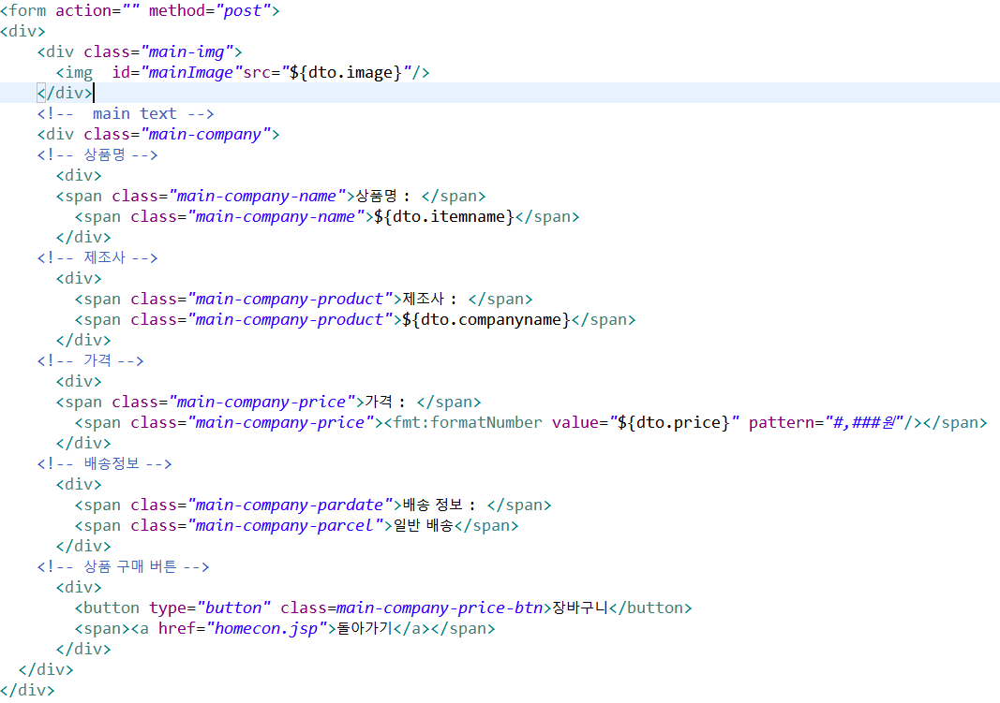 <form action="" method="post">
<div>
    <div class="main-img">
      <img  id="mainImage"src="${dto.image}"/>
    </div>
    <!--  main text -->
    <div class="main-company">
    <!-- 상품명 -->
      <div>
      <span class="main-company-name">상품명 : </span>
        <span class="main-company-name">${dto.itemname}</span>
      </div>
    <!-- 제조사 -->
      <div>
        <span class="main-company-product">제조사 : </span>
        <span class="main-company-product">${dto.companyname}</span>
      </div>
    <!-- 가격 -->
      <div>
      <span class="main-company-price">가격 : </span>
        <span class="main-company-price"><fmt:formatNumber value="${dto.price}" pattern="#,###원"/></span>
      </div>
    <!-- 배송정보 -->
      <div>
        <span class="main-company-pardate">배송 정보 : </span>
        <span class="main-company-parcel">일반 배송</span>
      </div>
    <!-- 상품 구매 버튼 -->
      <div>
        <button type="button" class=main-company-price-btn>장바구니</button>
        <span><a href="homecon.jsp">돌아가기</a></span>
      </div>
  </div>
</div>